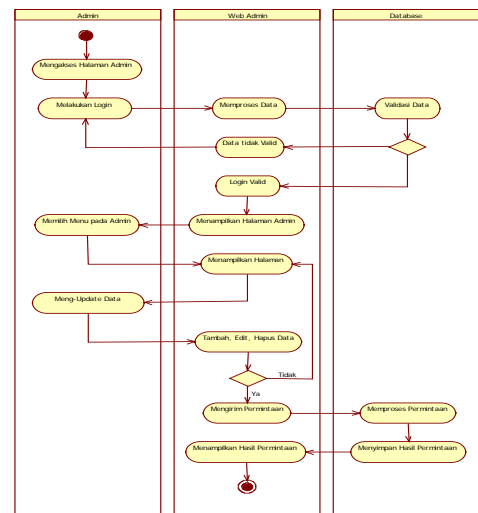 Admin
Web Admin
Database
Mengakses Halaman Admin
Melakukan Login
Memproses Data
Validasi Data
Data tidak Valid
Login Valid
Memilih Menu pada Admin
Menampilkan Halaman Admin
Menampilkan Halaman
Meng-Update Data
Tambah, Edit, Hapus Data
Tidak
Ya
Mengirim Permintaan
Memproses Permintaan
Menampilkan Hasil Permintaan
Menyimpan Hasil Permintaan